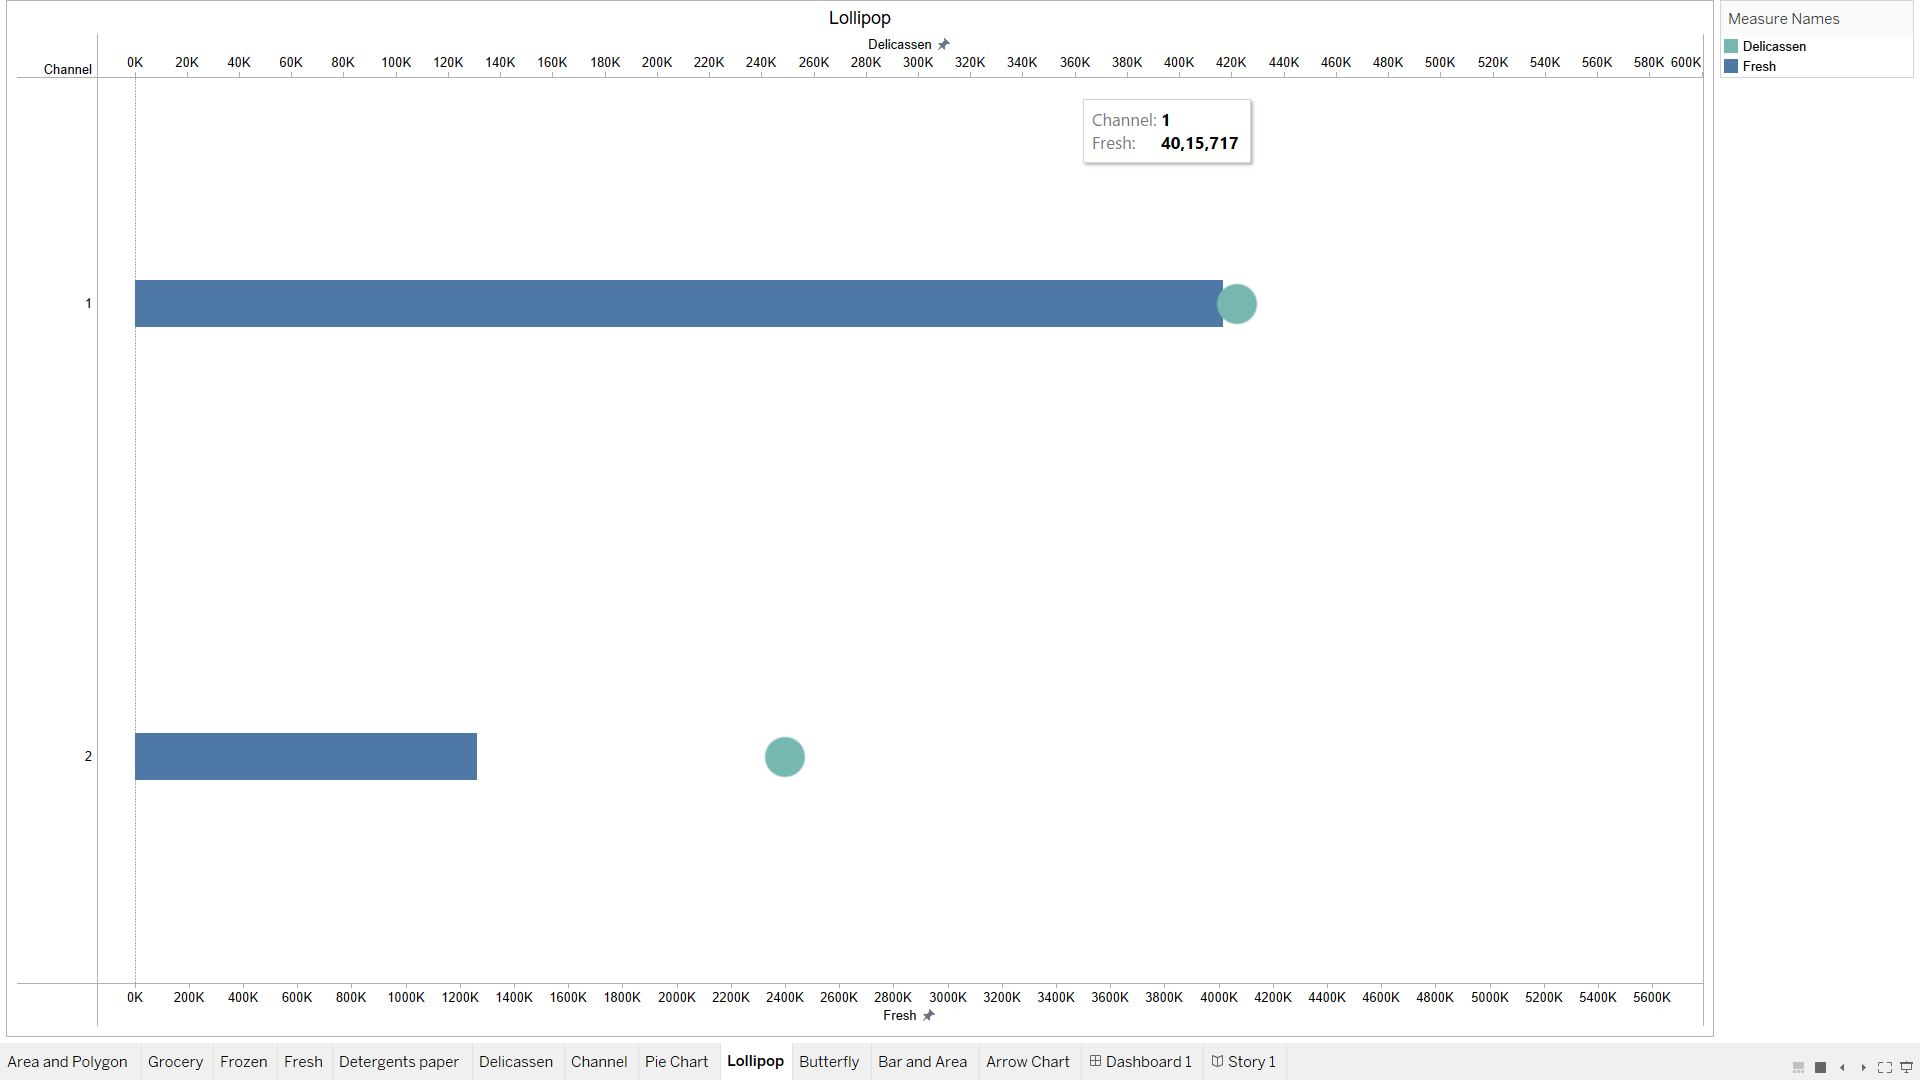 Lollipop
Delicassen
Channel 0K 20K 40K 60K 80K 100K 120K 140K 160K 180K 200K 220K 240K 260K 280K 300K 320K 340K 360K 380K 400K 420K 440K 460K 480K 500K 520K 540K 560K 580K 600K
Measure Names
Delicassen
Fresh
Channel: 1
Fresh: 40,15,717
1
2
0K 200K 400K 600K 800K 1000K 1200K 1400K 1600K 1800K 2000K 2200K 2400K 2600K 2800K 3000K 3200K 3400K 3600K 3800K 4000K 4200K 4400K 4600K 4800K 5000K 5200K 5400K 5600K
Fresh
Area and Polygon Grocery Frozen Fresh Detergents paper Delicassen Channel Pie Chart Lollipop Butterfly Bar and Area Arrow Chart Dashboard 1 Story 1